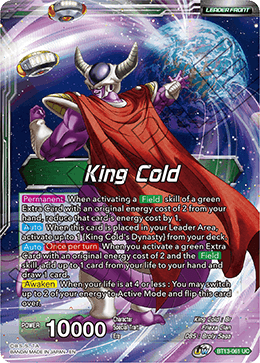 LEADER FRONT
King Cold
Permanent When activating a Field skill of a green
Extra Card with an original energy cost of 2 from your
hand, reduce that card's energy cost by 1.
Auto When this card is placed in your Leader Area,
activate up to 1 {King Cold's Dynasty} from your deck.
Auto Once per turn When you activate a green Extra
Card with an original energy cost of 2 and the Field
skill, add up to 1 card from your life to your hand and
draw 1 card.
Awaken When your life is at 4 or less : You may switch
up to 2 of your energy to Active Mode and flip this card
over.
POWER 10000
Character King Cold
Special Trait Frieza Clan
Era
BANDAI MADE IN JAPAN
BT13-061 UC